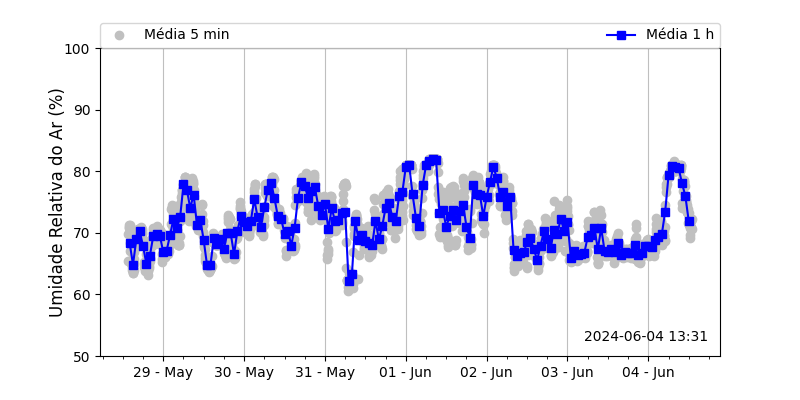 Média 5 min
Média 1 h
Umidade Relativa do Ar (%)
100
90
80
70
60
50
2024-06-04 13:31
29 - May
30 - May
31 - May
01 - Jun
02 - Jun
03 - Jun
04 - Jun